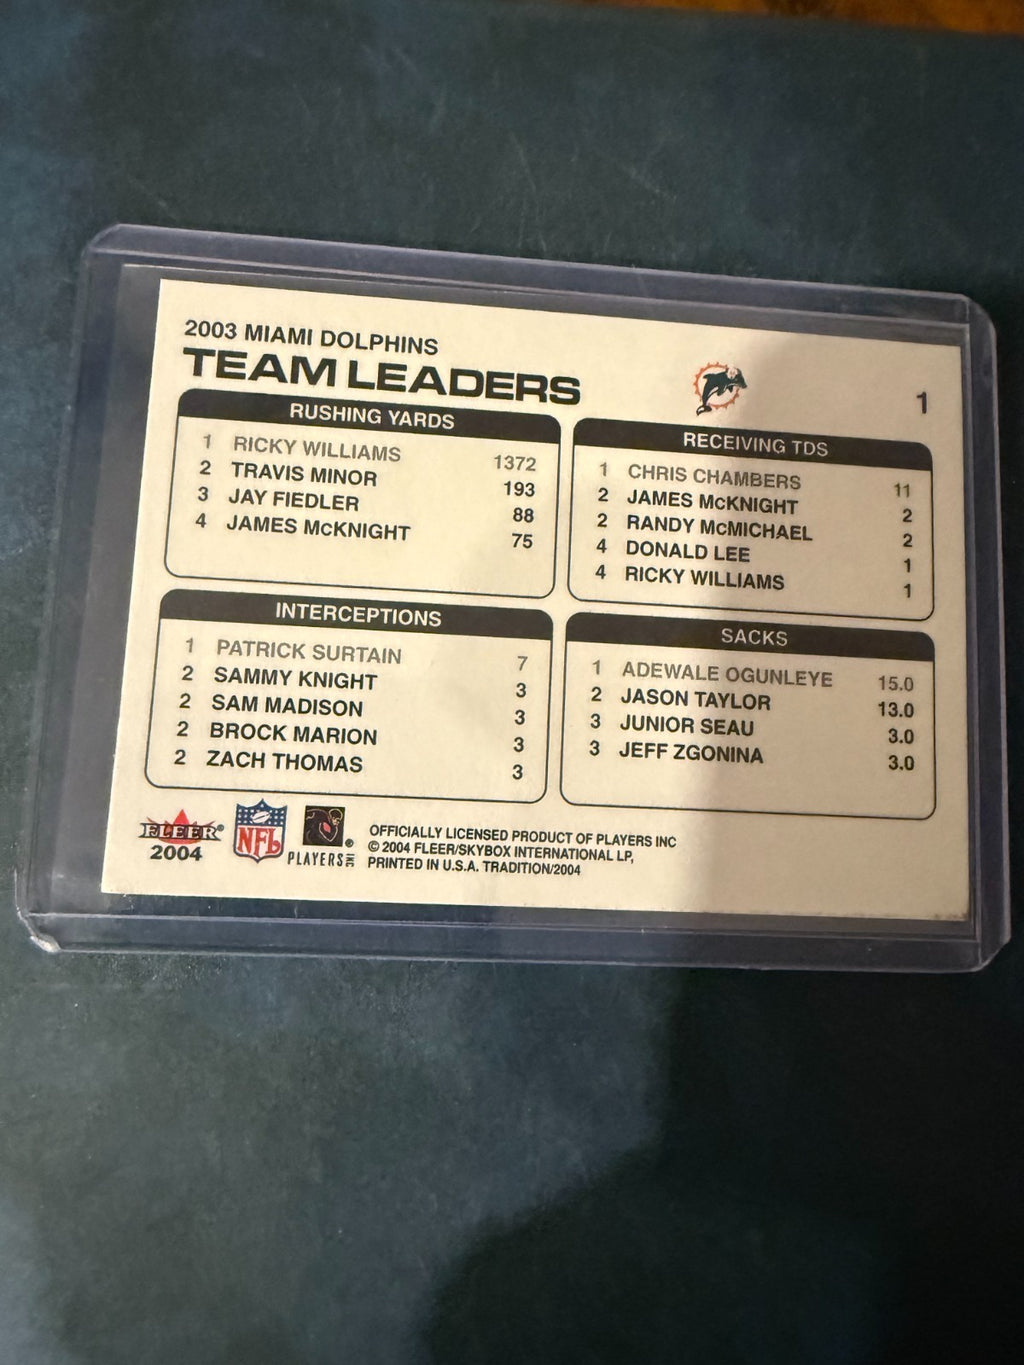 2003 MIAMI DOLPHINS
TEAM LEADERS
1
RUSHING YARDS
1 RICKY WILLIAMS 1372
2 TRAVIS MINOR 193
3 JAY FIEDLER 88
4 JAMES McKNIGHT 75
RECEIVING TDS
1 CHRIS CHAMBERS 11
2 JAMES McKNIGHT 2
2 RANDY McMICHAEL 2
4 DONALD LEE 1
4 RICKY WILLIAMS 1
INTERCEPTIONS
1 PATRICK SURTAIN 7
2 SAMMY KNIGHT 3
2 SAM MADISON 3
2 BROCK MARION 3
2 ZACH THOMAS 3
SACKS
1 ADEWALE OGUNLEYE 15.0
2 JASON TAYLOR 13.0
3 JUNIOR SEAU 3.0
3 JEFF ZGONINA 3.0
FLEER®
2004
NFL
®
PLAYERS INC
OFFICIALLY LICENSED PRODUCT OF PLAYERS INC
© 2004 FLEER/SKYBOX INTERNATIONAL LP,
PRINTED IN U.S.A. TRADITION/2004